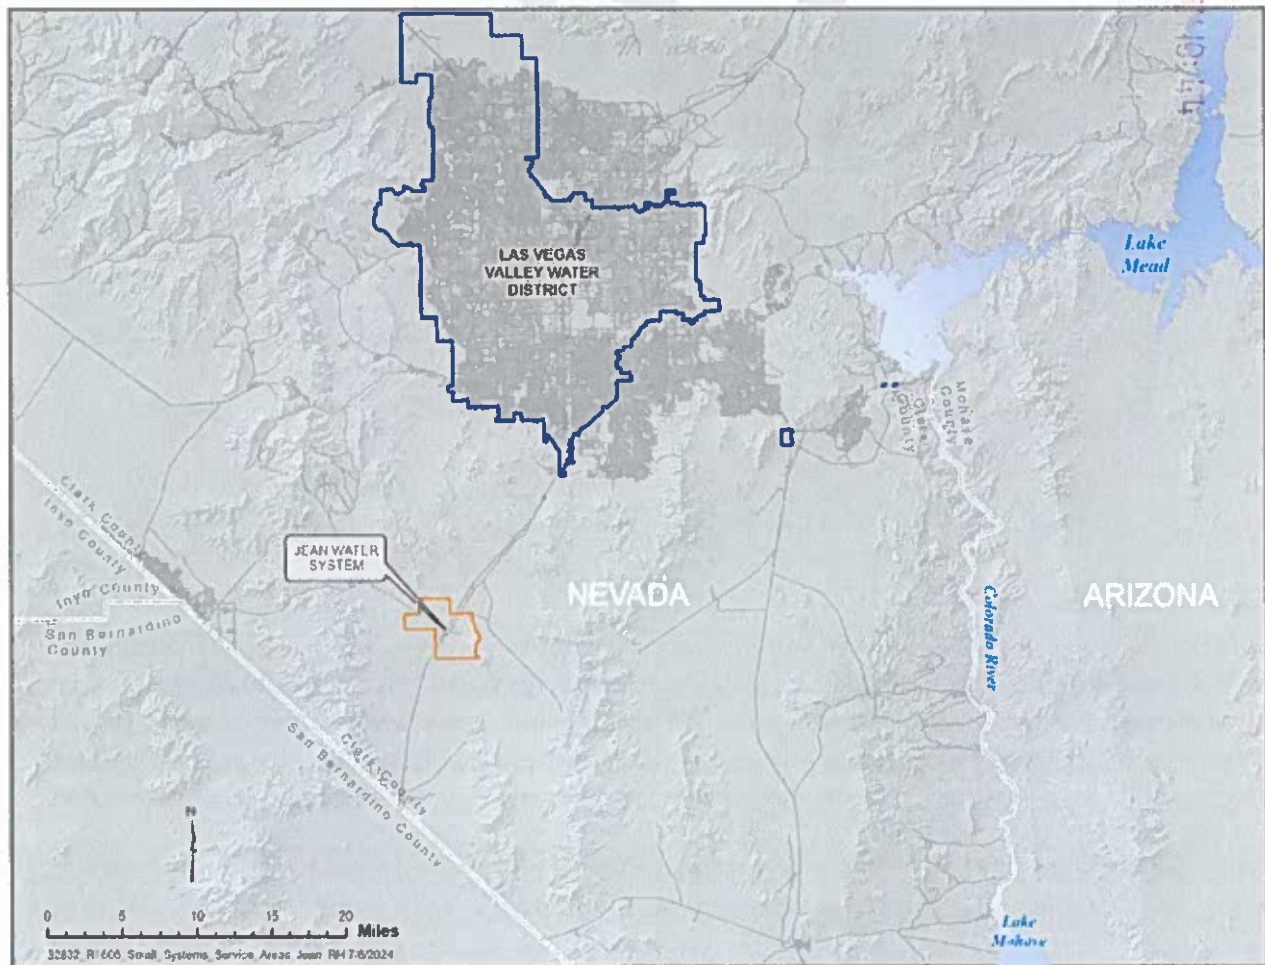 LAS VEGAS
VALLEY WATER
DISTRICT
Lake
Mead
Mohave
County
Clark
County
Clark County
Inyo County
Inyo County
San Bernardino
County
JEAN WATER
SYSTEM
NEVADA
ARIZONA
Colorado River
Clark County
San Bernardino County
N
0 5 10 15 20
Miles
Lake
Mohave